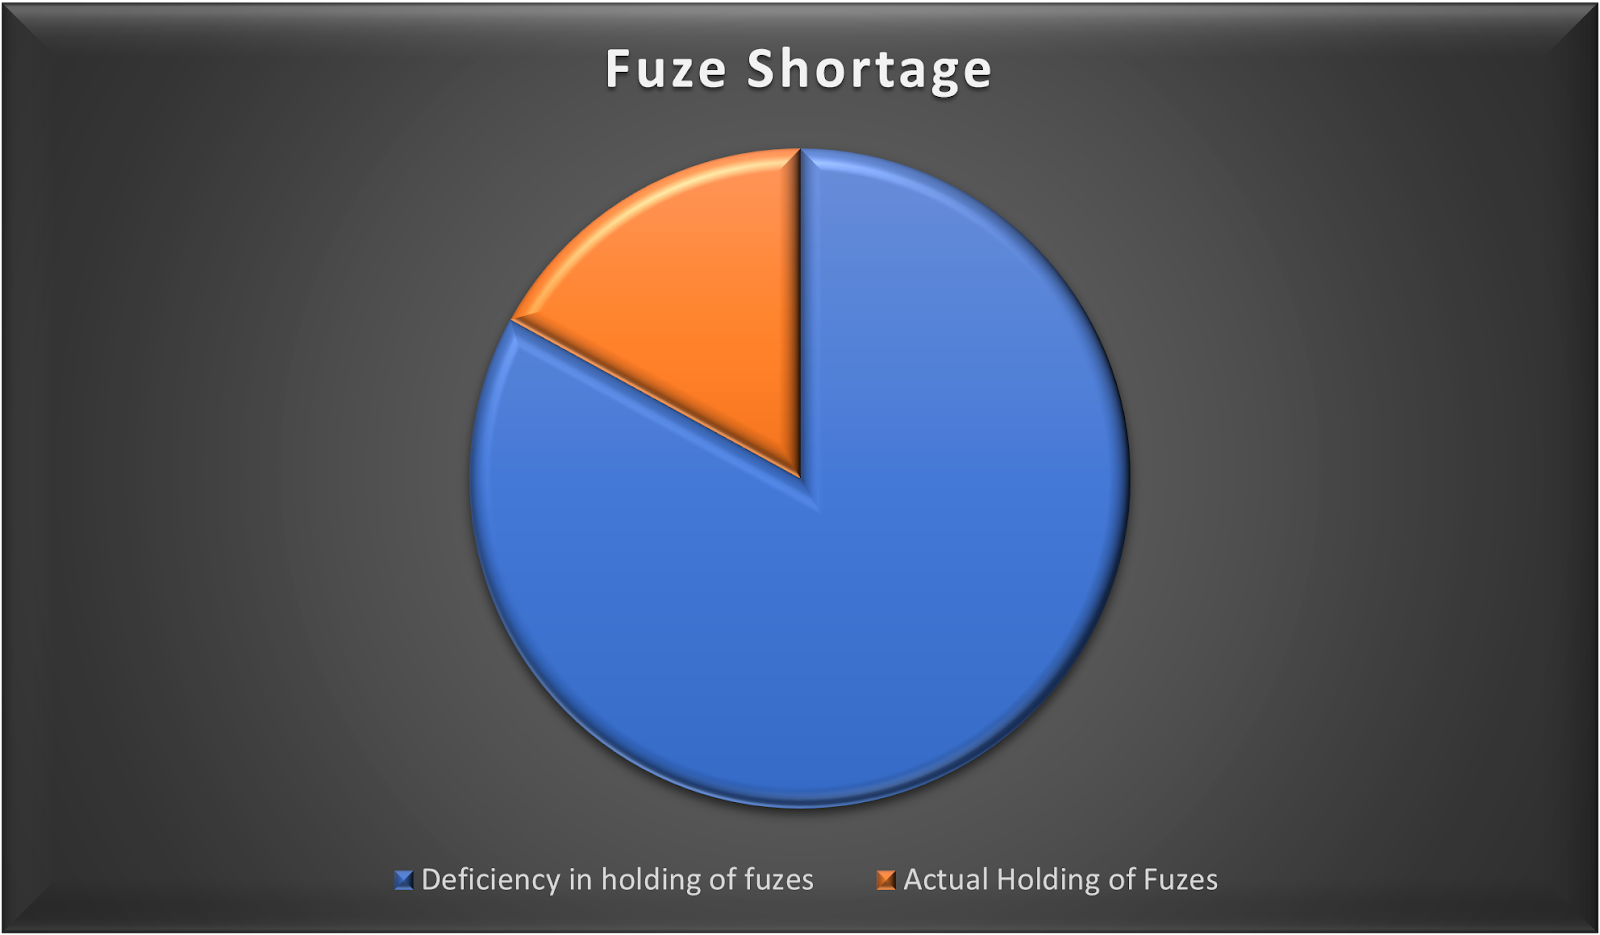 Fuze Shortage
Deficiency in holding of fuzes
Actual Holding of Fuzes